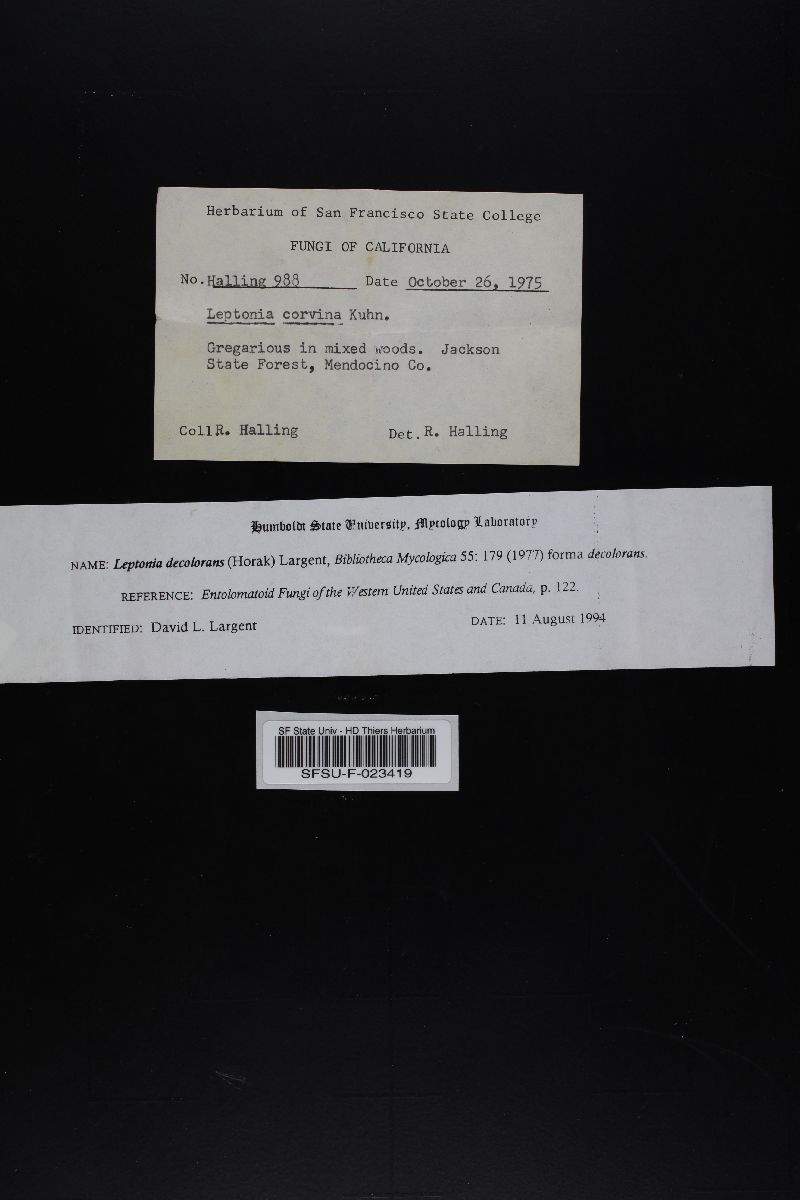 Herbarium of San Francisco State College
FUNGI OF CALIFORNIA
No. Halling 988 Date October 26, 1975
Leptonia corvina Kuhn.
Gregarious in mixed woods. Jackson
State Forest, Mendocino Co.
Coll R. Halling Det. R. Halling
Humboldt State University, Mycology Laboratory
NAME: Leptonia decolorans (Horak) Largent, Bibliotheca Mycologica 55: 179 (1977) forma decolorans.
REFERENCE: Entolomatoid Fungi of the Western United States and Canada, p. 122.
IDENTIFIED: David L. Largent DATE: 11 August 1994
SF State Univ - HD Thiers Herbarium
SFSU-F-023419